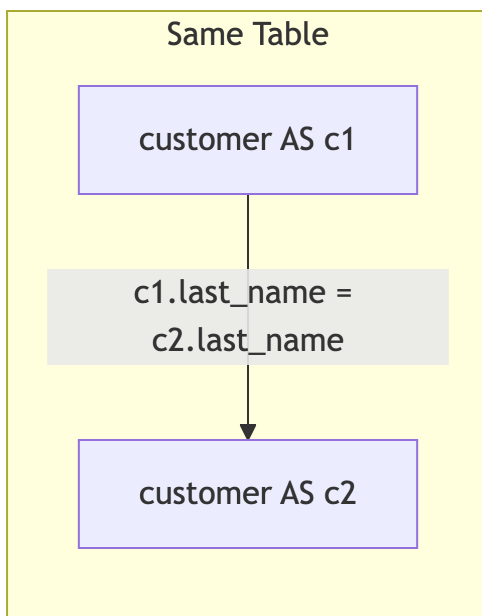 Same Table
customer AS c1
c1.last_name =
c2.last_name
customer AS c2